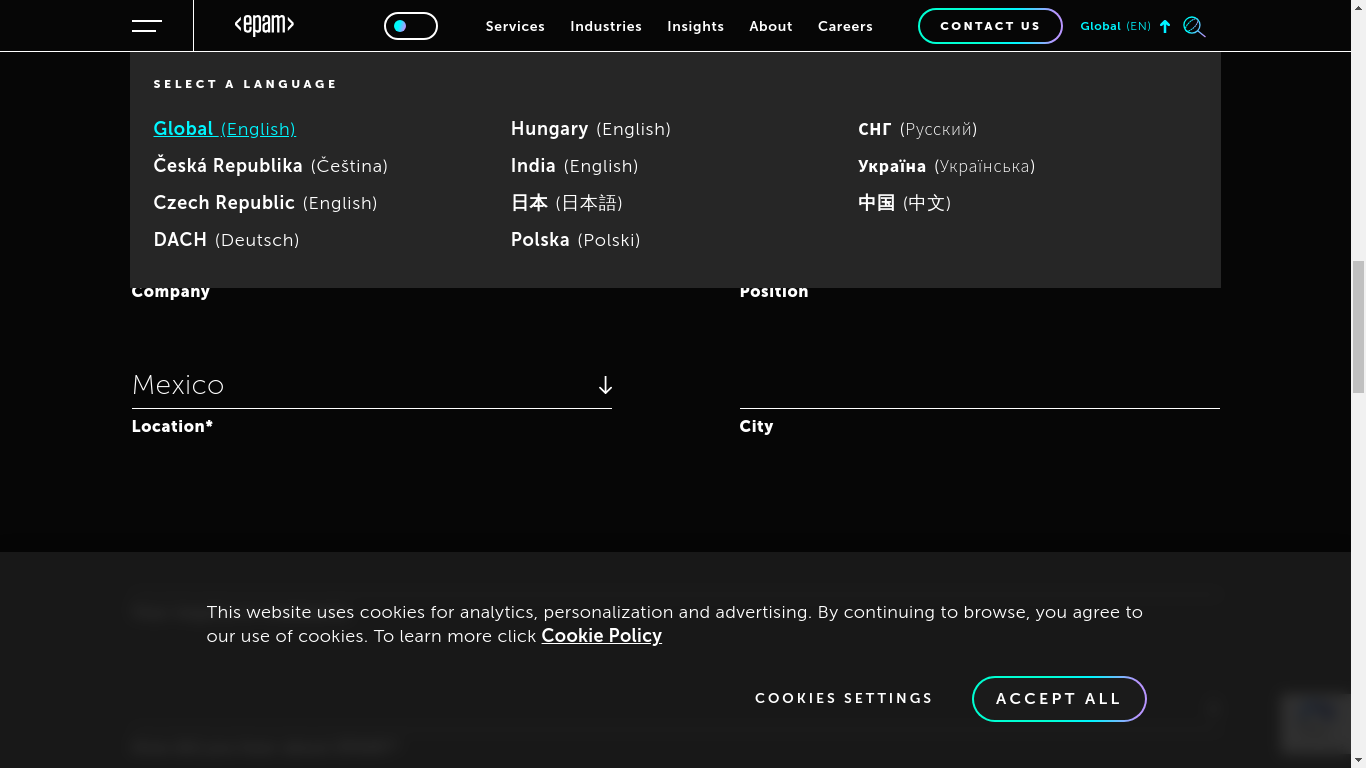 <epam>
Services Industries Insights About Careers CONTACT US Global (EN)
SELECT A LANGUAGE
Global (English)
Česká Republika (Čeština)
Czech Republic (English)
DACH (Deutsch)
Hungary (English)
India (English)
日本 (日本語)
Polska (Polski)
СНГ (Русский)
Україна (Українська)
中国 (中文)
Company
Position
Mexico
Location*
City
This website uses cookies for analytics, personalization and advertising. By continuing to browse, you agree to
our use of cookies. To learn more click Cookie Policy
COOKIES SETTINGS
ACCEPT ALL